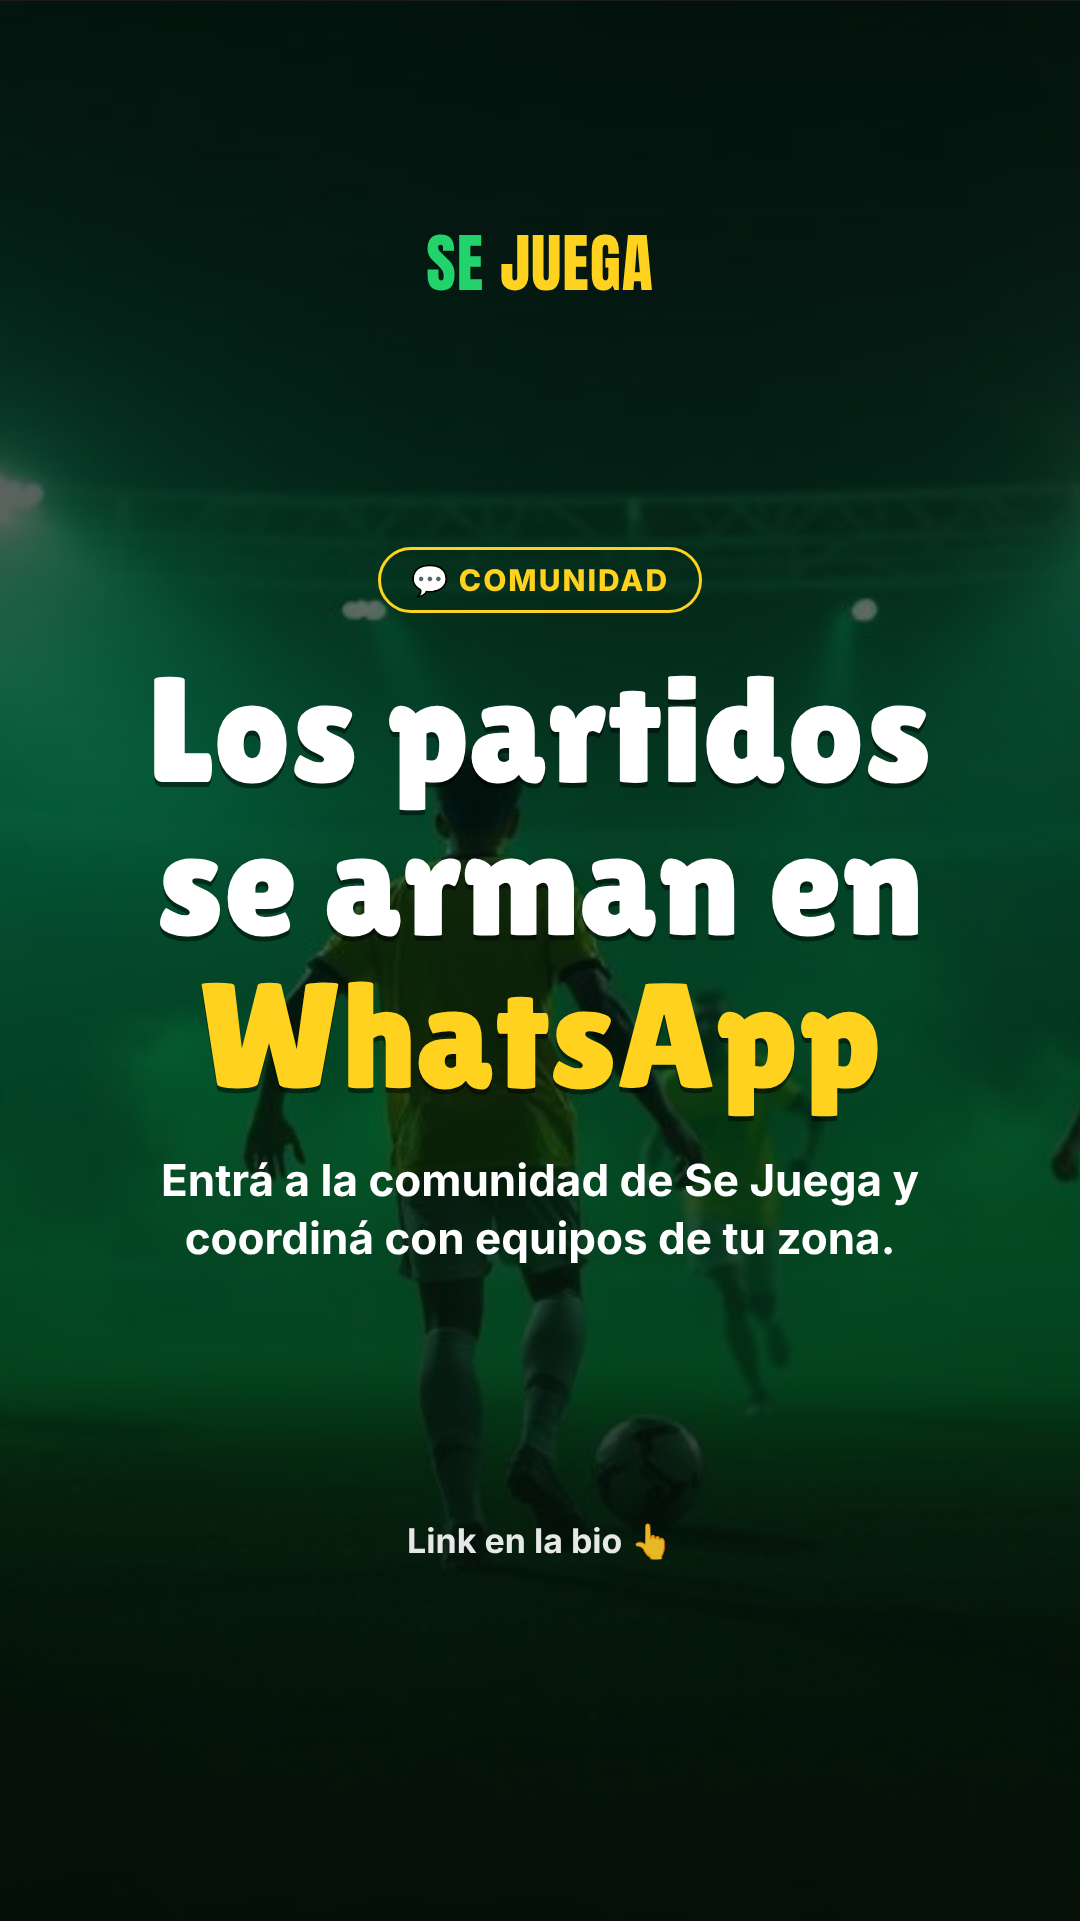 SE JUEGA
💬 COMUNIDAD
Los partidos
se arman en
WhatsApp
Entrá a la comunidad de Se Juega y
coordiná con equipos de tu zona.
Link en la bio 👆